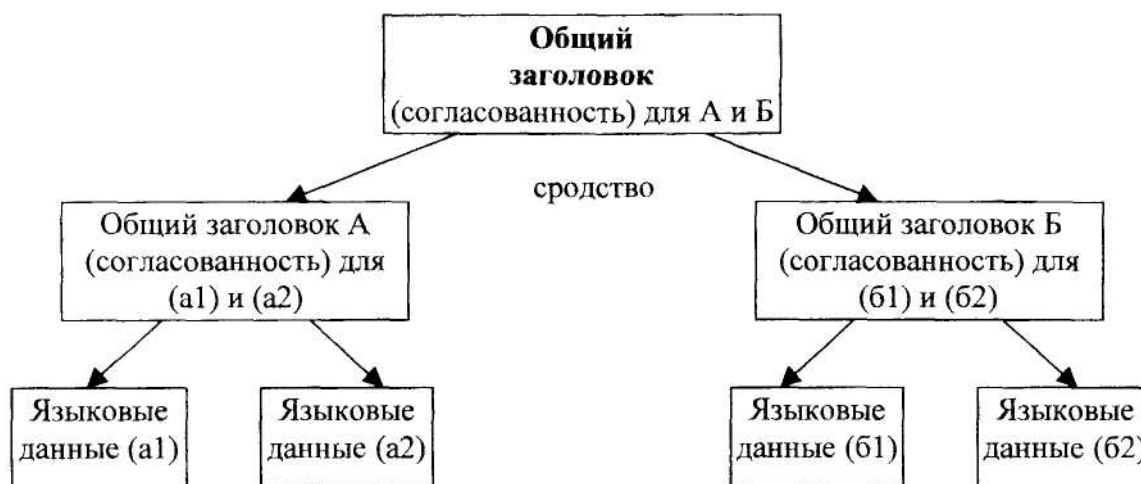 Общий
заголовок
(согласованность) для А и Б
сродство
Общий заголовок А
(согласованность) для
(а1) и (а2)
Общий заголовок Б
(согласованность) для
(б1) и (б2)
Языковые
данные (а1)
Языковые
данные (а2)
Языковые
данные (б1)
Языковые
данные (б2)